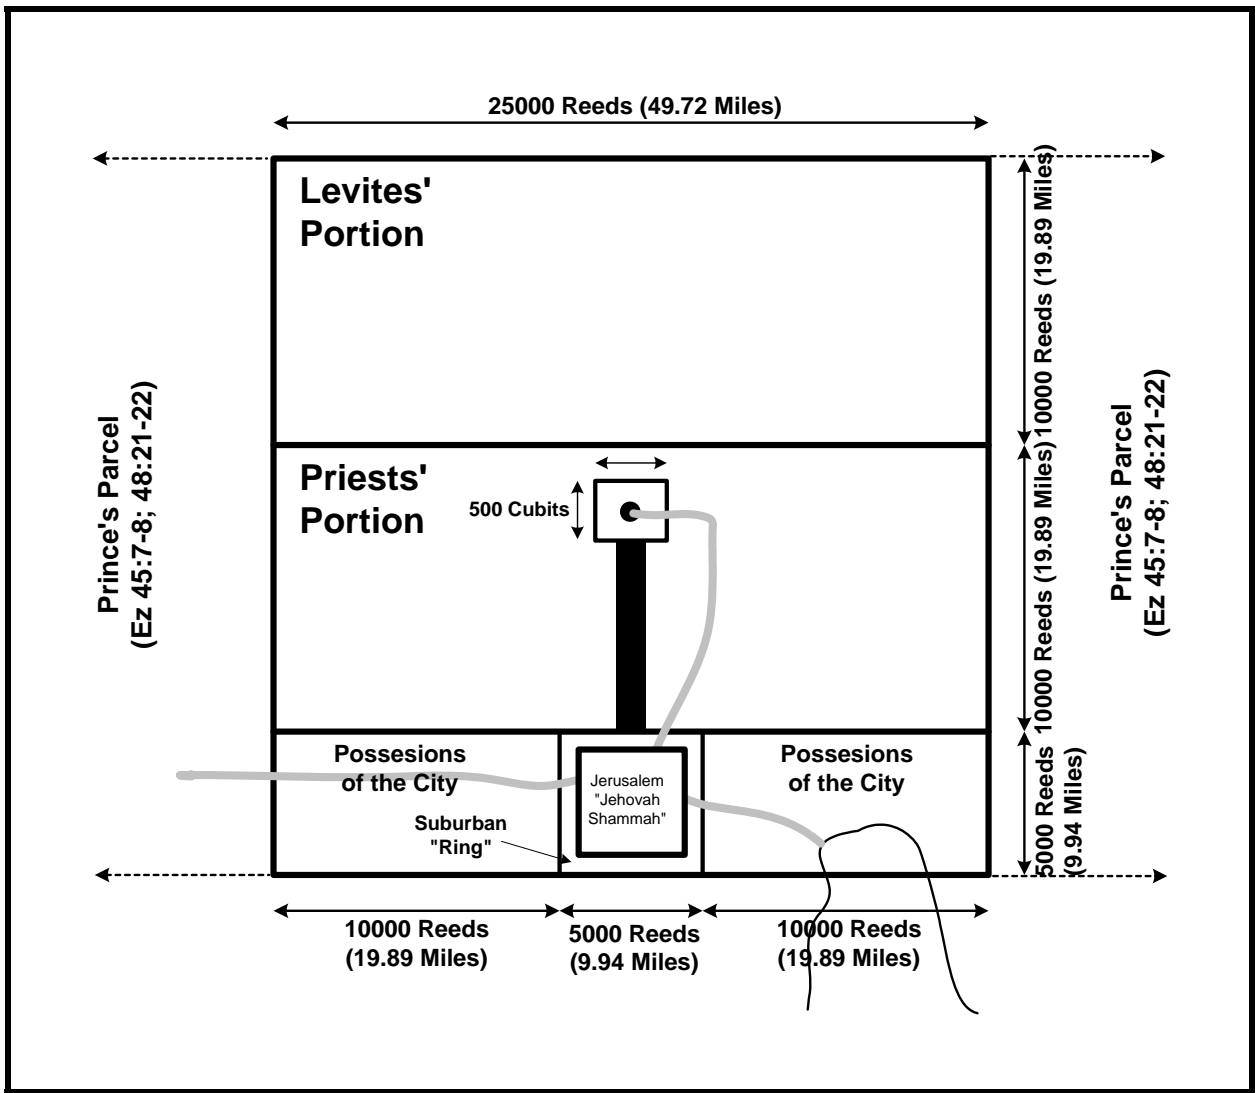 25000 Reeds (49.72 Miles)
Levites'
Portion
10000 Reeds (19.89 Miles)
Prince's Parcel
(Ez 45:7-8; 48:21-22)
Priests'
Portion
500 Cubits
10000 Reeds (19.89 Miles)
Prince's Parcel
(Ez 45:7-8; 48:21-22)
Possesions
of the City
Jerusalem
"Jehovah
Shammah"
Possesions
of the City
Suburban
"Ring"
5000 Reeds
(9.94 Miles)
10000 Reeds
(19.89 Miles)
5000 Reeds
(9.94 Miles)
10000 Reeds
(19.89 Miles)